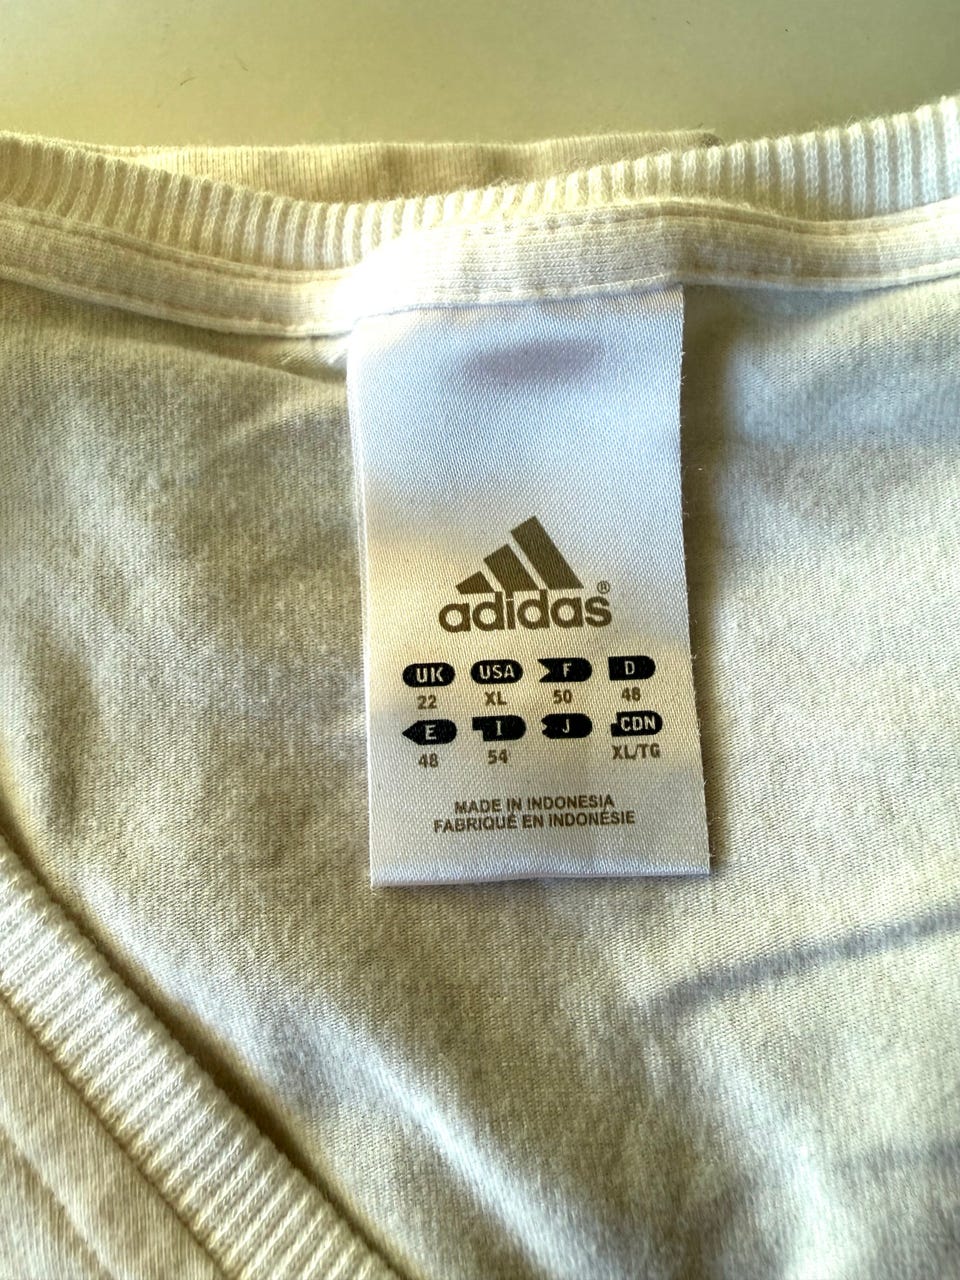 adidas®
UK USA F D
22 XL 50 48
E I J CDN
48 54 XL/TG
MADE IN INDONESIA
FABRIQUÉ EN INDONÉSIE